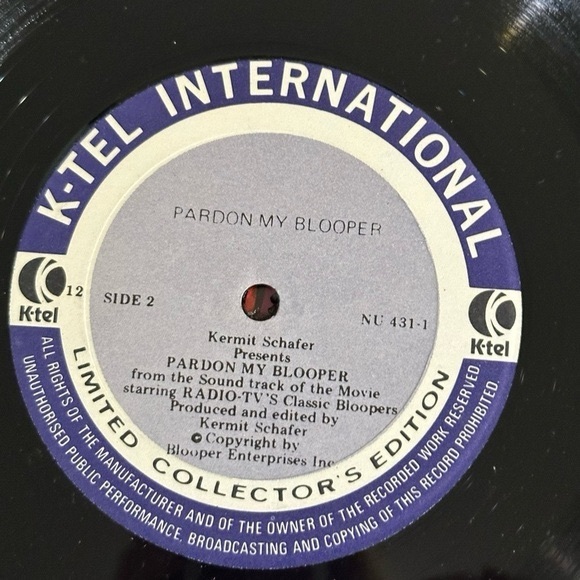 K-TEL INTERNATIONAL
PARDON MY BLOOPER
12
SIDE 2
NU 431-1
K-tel
K-tel
Kermit Schafer
Presents
PARDON MY BLOOPER
from the Sound track of the Movie
starring RADIO-TV'S Classic Bloopers
Produced and edited by
Kermit Schafer
© Copyright by
Blooper Enterprises Inc
LIMITED COLLECTOR'S EDITION
ALL RIGHTS OF THE MANUFACTURER AND OF THE OWNER OF THE RECORDED WORK RESERVED
UNAUTHORISED PUBLIC PERFORMANCE, BROADCASTING AND COPYING OF THIS RECORD PROHIBITED.